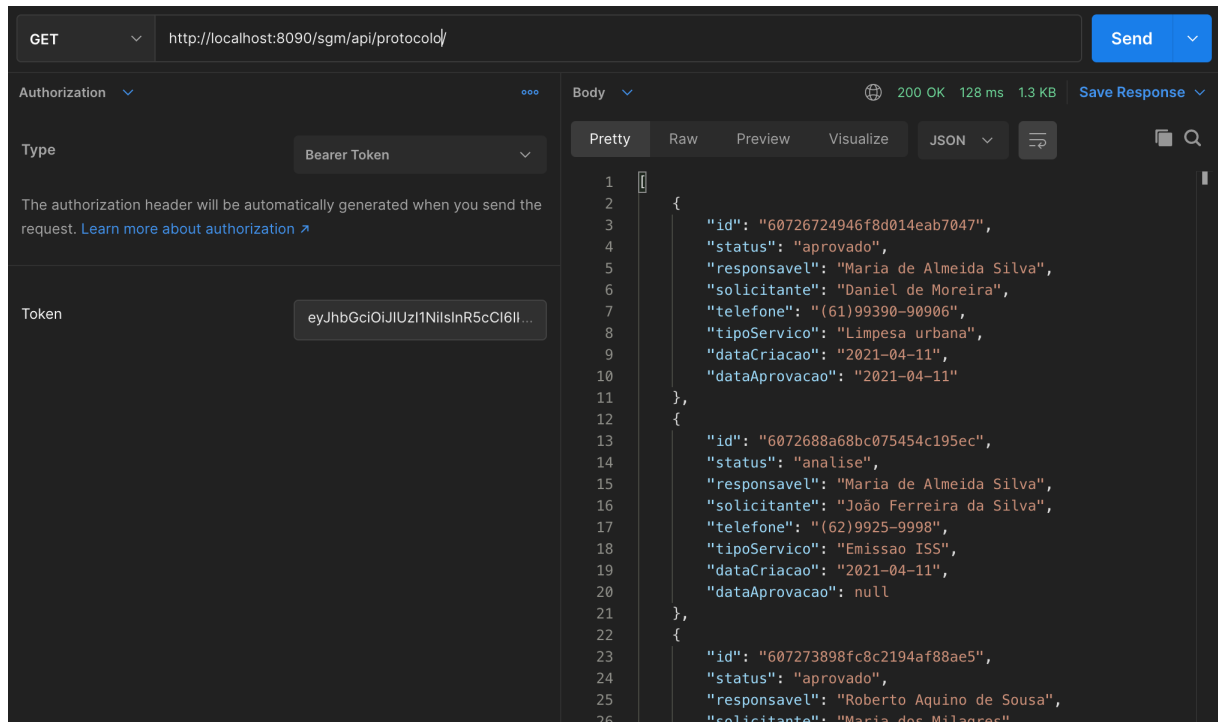 GET http://localhost:8090/sgm/api/protocolo/ Send
Authorization
Body 200 OK 128 ms 1.3 KB Save Response
Type Bearer Token
The authorization header will be automatically generated when you send the
request. Learn more about authorization ↗
Token eyJhbGciOiJIUzI1NiIsInR5cCI6Ik...
Pretty Raw Preview Visualize JSON
1 [
2 {
3 "id": "60726724946f8d014eab7047",
4 "status": "aprovado",
5 "responsavel": "Maria de Almeida Silva",
6 "solicitante": "Daniel de Moreira",
7 "telefone": "(61)99390-90906",
8 "tipoServico": "Limpesa urbana",
9 "dataCriacao": "2021-04-11",
10 "dataAprovacao": "2021-04-11"
11 },
12 {
13 "id": "6072688a68bc075454c195ec",
14 "status": "analise",
15 "responsavel": "Maria de Almeida Silva",
16 "solicitante": "João Ferreira da Silva",
17 "telefone": "(62)9925-9998",
18 "tipoServico": "Emissao ISS",
19 "dataCriacao": "2021-04-11",
20 "dataAprovacao": null
21 },
22 {
23 "id": "607273898fc8c2194af88ae5",
24 "status": "aprovado",
25 "responsavel": "Roberto Aquino de Sousa",
26 "solicitante": "Maria dos Milagres"